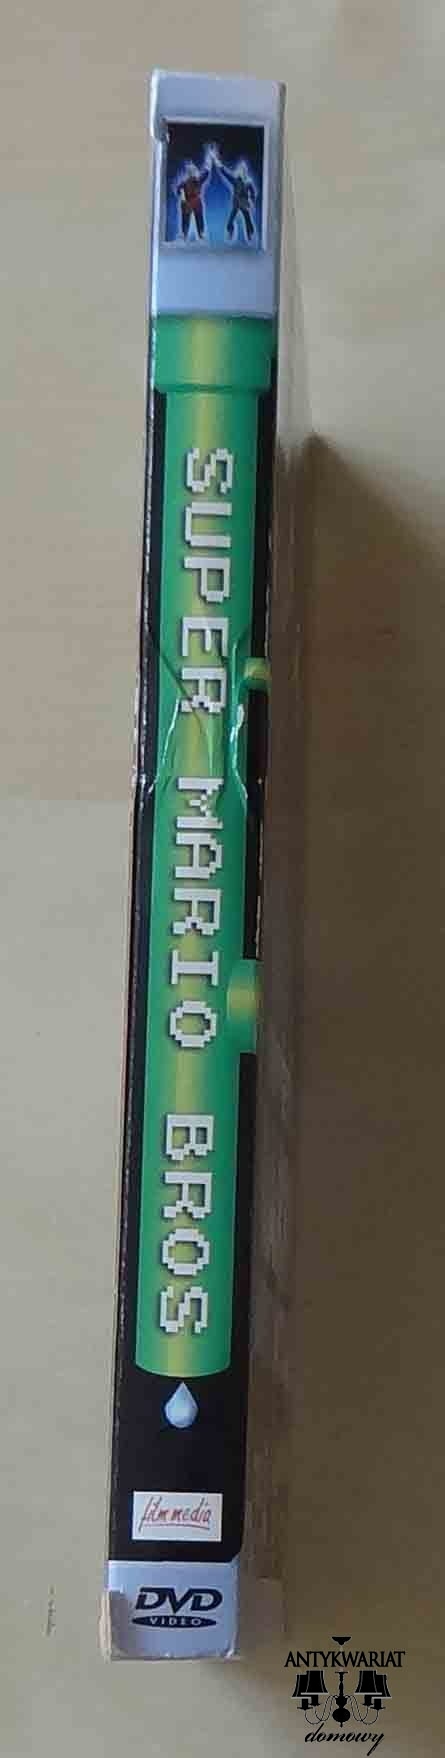 SUPER MARIO BROS
film media
DVD
VIDEO
ANTYKWARIAT
domowy